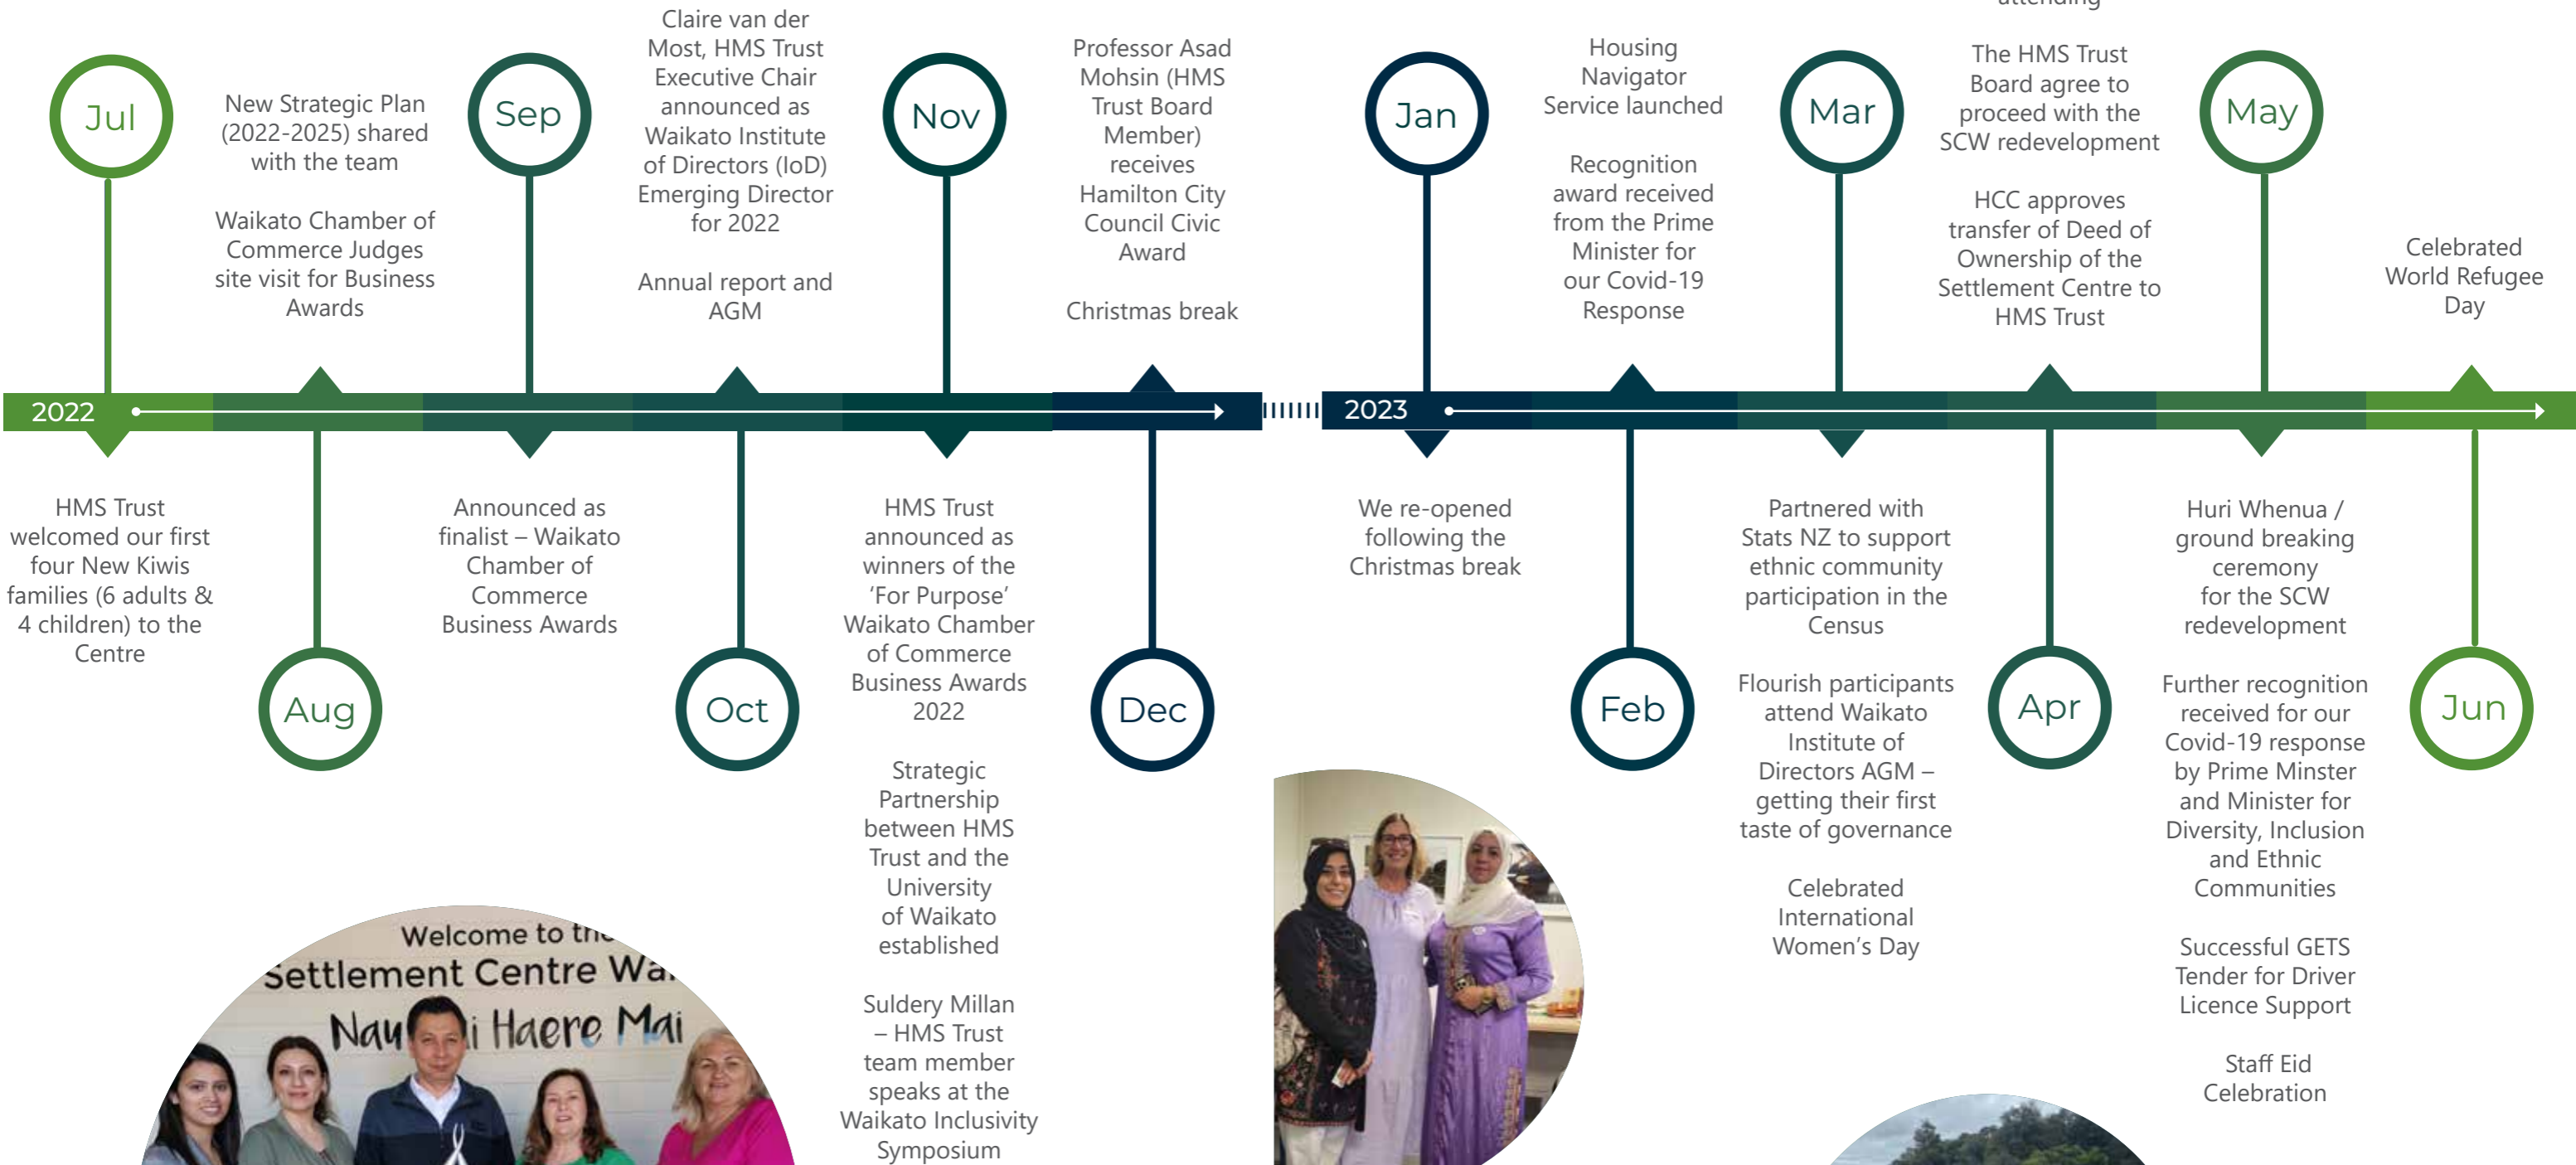 Jul
HMS Trust
welcomed our first
four New Kiwis
families (6 adults &
4 children) to the
Centre
New Strategic Plan
(2022-2025) shared
with the team
Waikato Chamber of
Commerce Judges
site visit for Business
Awards
Aug
Sep
Announced as
finalist – Waikato
Chamber of
Commerce
Business Awards
Claire van der
Most, HMS Trust
Executive Chair
announced as
Waikato Institute
of Directors (IoD)
Emerging Director
for 2022
Annual report and
AGM
Oct
Nov
HMS Trust
announced as
winners of the
‘For Purpose’
Waikato Chamber
of Commerce
Business Awards
2022
Strategic
Partnership
between HMS
Trust and the
University
of Waikato
established
Suldery Millan
– HMS Trust
team member
speaks at the
Waikato Inclusivity
Symposium
Professor Asad
Mohsin (HMS
Trust Board
Member)
receives
Hamilton City
Council Civic
Award
Christmas break
Dec
2022
2023
Jan
We re-opened
following the
Christmas break
Housing
Navigator
Service launched
Recognition
award received
from the Prime
Minister for
our Covid-19
Response
Feb
Mar
Partnered with
Stats NZ to support
ethnic community
participation in the
Census
Flourish participants
attend Waikato
Institute of
Directors AGM –
getting their first
taste of governance
Celebrated
International
Women’s Day
attending
The HMS Trust
Board agree to
proceed with the
SCW redevelopment
HCC approves
transfer of Deed of
Ownership of the
Settlement Centre to
HMS Trust
Apr
May
Huri Whenua /
ground breaking
ceremony
for the SCW
redevelopment
Further recognition
received for our
Covid-19 response
by Prime Minster
and Minister for
Diversity, Inclusion
and Ethnic
Communities
Successful GETS
Tender for Driver
Licence Support
Staff Eid
Celebration
Celebrated
World Refugee
Day
Jun
Welcome to the
Settlement Centre
Haere Mai